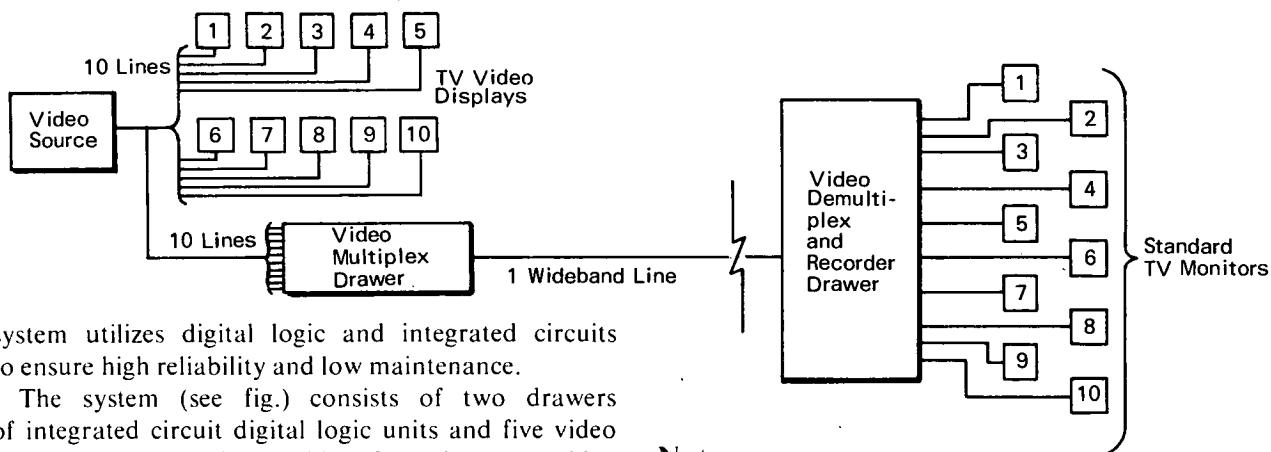 1 2 3 4 5
10 Lines
TV Video
Displays
Video
Source
6 7 8 9 10
10 Lines
Video
Multiplex
Drawer
1 Wideband Line
Video
Demulti-
plex
and
Recorder
Drawer
1
2
3
4
5
6
7
8
9
10
Standard
TV Monitors
system utilizes digital logic and integrated circuits
to ensure high reliability and low maintenance.
The system (see fig.) consists of two drawers
of integrated circuit digital logic units and five video